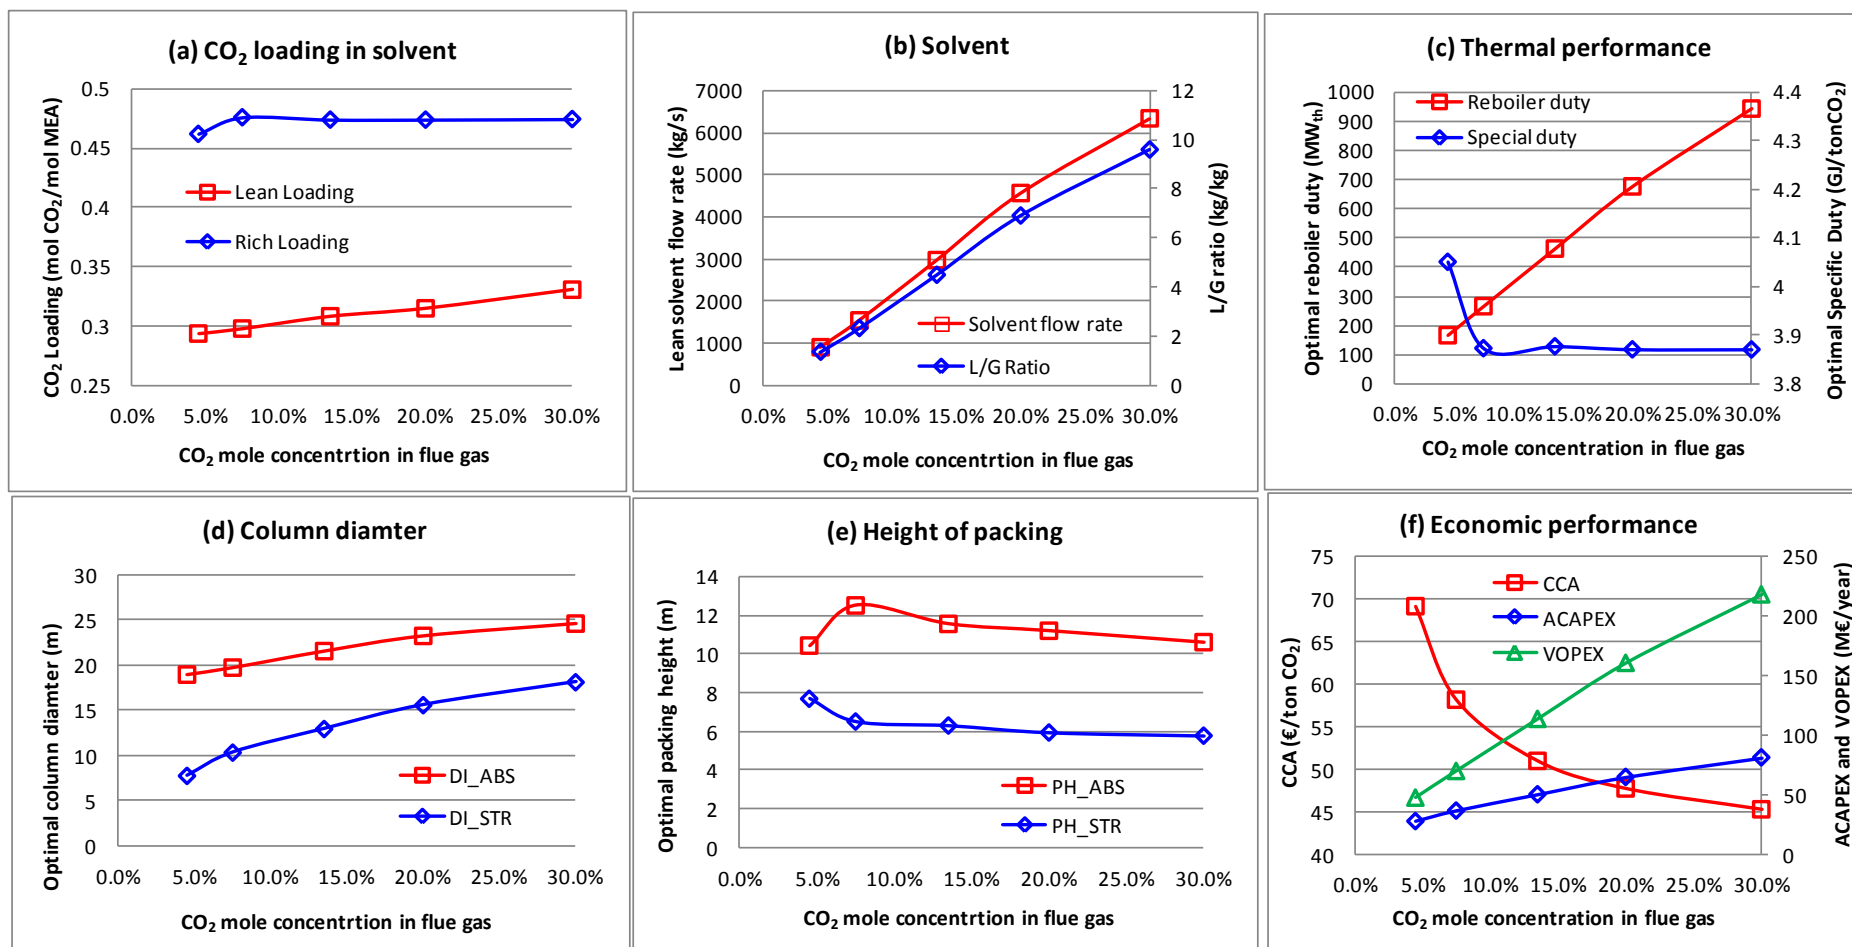 (a) CO2 loading in solvent
CO2 Loading (mol CO2/mol MEA)
0.5
0.45
0.4
0.35
0.3
0.25
Lean Loading
Rich Loading
0.0% 5.0% 10.0% 15.0% 20.0% 25.0% 30.0%
CO2 mole concentrtion in flue gas
(b) Solvent
Lean solvent flow rate (kg/s)
7000
6000
5000
4000
3000
2000
1000
0
Solvent flow rate
L/G Ratio
12
10
8
6
4
2
0
L/G ratio (kg/kg)
0.0% 5.0% 10.0% 15.0% 20.0% 25.0% 30.0%
CO2 mole concentrtion in flue gas
(c) Thermal performance
Optimal reboiler duty (MWth)
1000
900
800
700
600
500
400
300
200
100
0
Reboiler duty
Special duty
4.4
4.3
4.2
4.1
4
3.9
3.8
Optimal Specific Duty (GJ/tonCO2)
0.0% 5.0% 10.0% 15.0% 20.0% 25.0% 30.0%
CO2 mole concentration in flue gas
(d) Column diamter
Optimal column diamter (m)
30
25
20
15
10
5
0
DI_ABS
DI_STR
0.0% 5.0% 10.0% 15.0% 20.0% 25.0% 30.0%
CO2 mole concentrtion in flue gas
(e) Height of packing
Optimal packing height (m)
14
12
10
8
6
4
2
0
PH_ABS
PH_STR
0.0% 5.0% 10.0% 15.0% 20.0% 25.0% 30.0%
CO2 mole concentrtion in flue gas
(f) Economic performance
CCA (€/ton CO2)
75
70
65
60
55
50
45
40
CCA
ACAPEX
VOPEX
250
200
150
100
50
0
ACAPEX and VOPEX (M€/year)
0.0% 5.0% 10.0% 15.0% 20.0% 25.0% 30.0%
CO2 mole concentration in flue gas